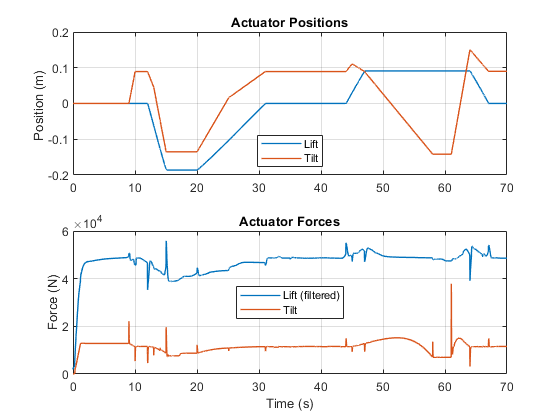 Actuator Positions
0.2
0.1
0
-0.1
-0.2
Position (m)
Lift
Tilt
0 10 20 30 40 50 60 70
Actuator Forces
×10^4
6
4
2
0
Force (N)
Lift (filtered)
Tilt
0 10 20 30 40 50 60 70
Time (s)